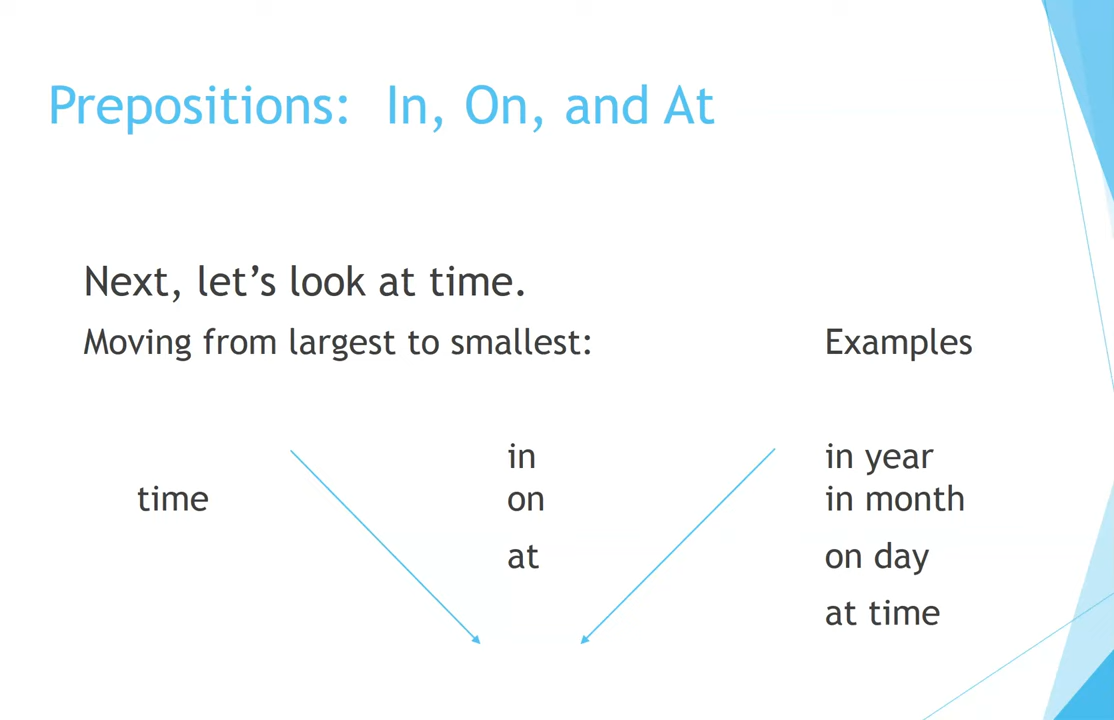 Prepositions: In, On, and At
Next, let’s look at time.
Moving from largest to smallest: Examples
in in year
time on in month
at on day
at time